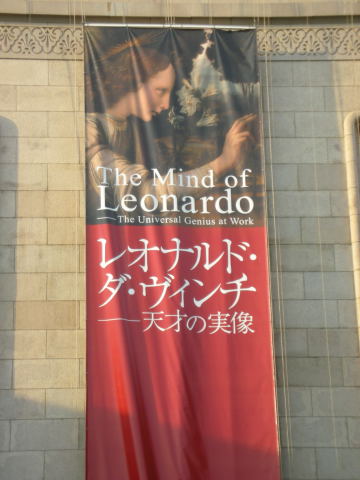 The Mind of
Leonardo
—The Universal Genius at Work
レオナルド・
ダ・ヴィンチ
—天才の実像